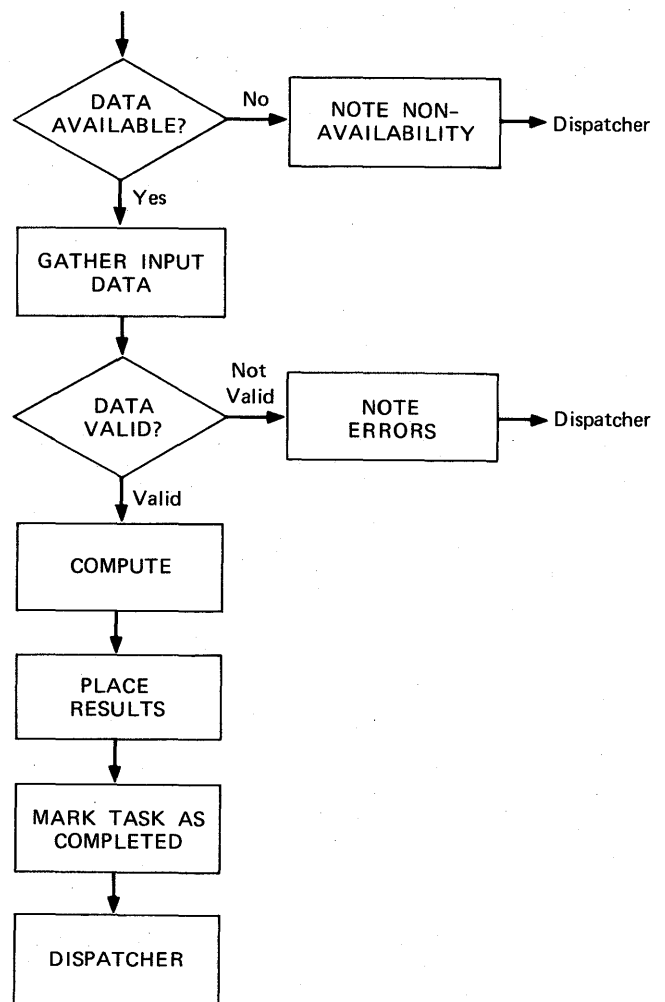 DATA
AVAILABLE?
No
NOTE NON-
AVAILABILITY
Dispatcher
Yes
GATHER INPUT
DATA
DATA
VALID?
Not
Valid
NOTE
ERRORS
Dispatcher
Valid
COMPUTE
PLACE
RESULTS
MARK TASK AS
COMPLETED
DISPATCHER